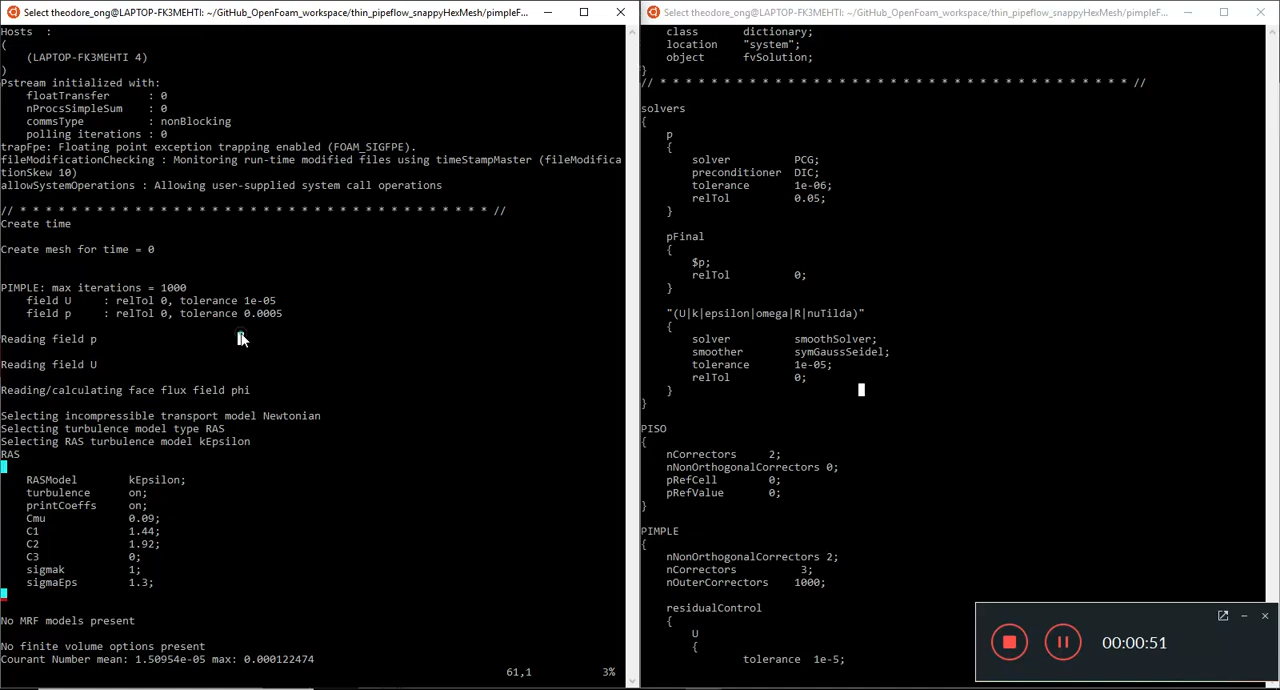 Select theodore_ong@LAPTOP-FK3MEHTI: ~/GitHub_OpenFoam_workspace/thin_pipeflow_snappyHexMesh/pimpleF...
Hosts  :
(
    (LAPTOP-FK3MEHTI 4)
)
Pstream initialized with:
    floatTransfer      : 0
    nProcsSimpleSum    : 0
    commsType          : nonBlocking
    polling iterations : 0
trapFpe: Floating point exception trapping enabled (FOAM_SIGFPE).
fileModificationChecking : Monitoring run-time modified files using timeStampMaster (fileModifica
tionSkew 10)
allowSystemOperations : Allowing user-supplied system call operations
// * * * * * * * * * * * * * * * * * * * * * * * * * * * * * * * * * * * * * //
Create time
Create mesh for time = 0
PIMPLE: max iterations = 1000
    field U     : relTol 0, tolerance 1e-05
    field p     : relTol 0, tolerance 0.0005
Reading field p
Reading field U
Reading/calculating face flux field phi
Selecting incompressible transport model Newtonian
Selecting turbulence model type RAS
Selecting RAS turbulence model kEpsilon
RAS
    RASModel        kEpsilon;
    turbulence      on;
    printCoeffs     on;
    Cmu             0.09;
    C1              1.44;
    C2              1.92;
    C3              0;
    sigmak          1;
    sigmaEps        1.3;
No MRF models present
No finite volume options present
Courant Number mean: 1.50954e-05 max: 0.000122474
61,1          3%
Select theodore_ong@LAPTOP-FK3MEHTI: ~/GitHub_OpenFoam_workspace/thin_pipeflow_snappyHexMesh/pimpleF...
    class       dictionary;
    location    "system";
    object      fvSolution;
}
// * * * * * * * * * * * * * * * * * * * * * * * * * * * * * * * * * * * * * //
solvers
{
    p
    {
        solver          PCG;
        preconditioner  DIC;
        tolerance       1e-06;
        relTol          0.05;
    }
    pFinal
    {
        $p;
        relTol          0;
    }
    "(U|k|epsilon|omega|R|nuTilda)"
    {
        solver          smoothSolver;
        smoother        symGaussSeidel;
        tolerance       1e-05;
        relTol          0;
    }
}
PISO
{
    nCorrectors     2;
    nNonOrthogonalCorrectors 0;
    pRefCell        0;
    pRefValue       0;
}
PIMPLE
{
    nNonOrthogonalCorrectors 2;
    nCorrectors         3;
    nOuterCorrectors    1000;
    residualControl
    {
        U
        {
                tolerance  1e-5;
00:00:51